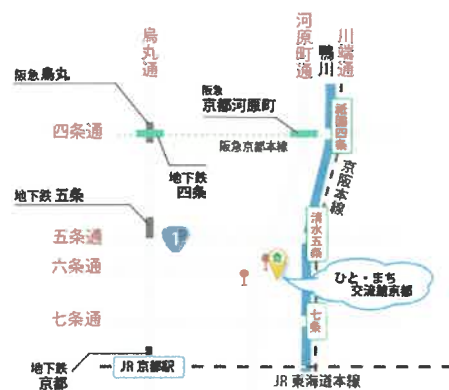 烏丸通
河原町通
鴨川
川端通
阪急 烏丸
阪急
京都河原町
四条通
阪急京都本線
祇園四条
地下鉄
四条
京阪本線
地下鉄 五条
清水五条
五条通
1
六条通
ひと・まち
交流館京都
七条通
七条
地下鉄
京都
JR 京都駅
JR 東海道本線